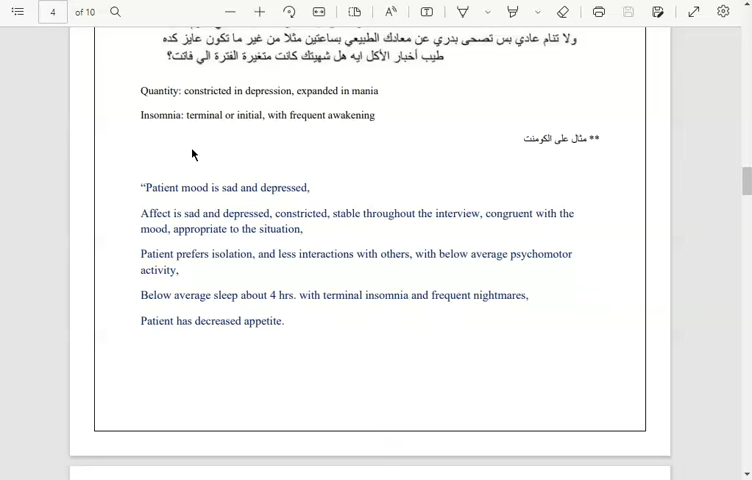 4 of 10
ولا تنام عادي بس تصحى بدري عن معادك الطبيعي بساعتين مثلا من غير ما تكون عايز كده
طيب أخبار الأكل ايه هل شهيتك كانت متغيرة الفترة الي فاتت؟
Quantity: constricted in depression, expanded in mania
Insomnia: terminal or initial, with frequent awakening
** مثال على الكومنت
“Patient mood is sad and depressed,
Affect is sad and depressed, constricted, stable throughout the interview, congruent with the
mood, appropriate to the situation,
Patient prefers isolation, and less interactions with others, with below average psychomotor
activity,
Below average sleep about 4 hrs. with terminal insomnia and frequent nightmares,
Patient has decreased appetite.